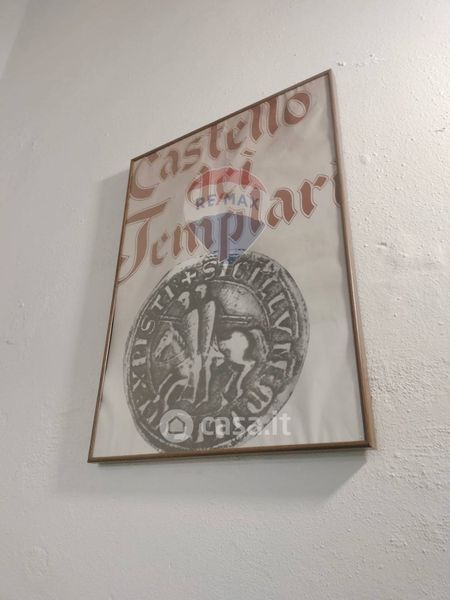 Castello
dei
Templari
RE/MAX
SIGILLVM
XPISTI
casa.it